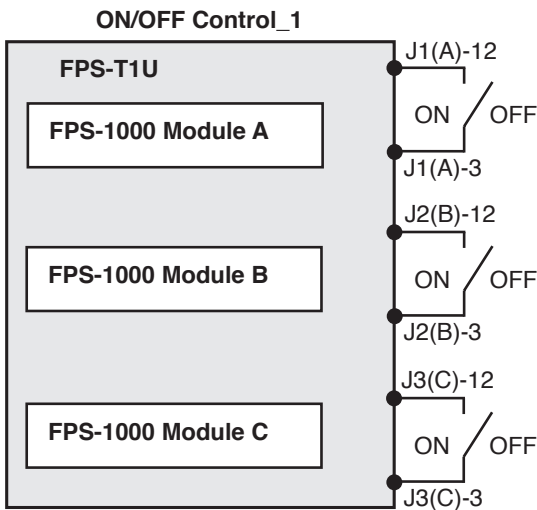 ON/OFF Control_1
FPS-T1U
J1(A)-12
FPS-1000 Module A
ON OFF
J1(A)-3
J2(B)-12
FPS-1000 Module B
ON OFF
J2(B)-3
J3(C)-12
FPS-1000 Module C
ON OFF
J3(C)-3